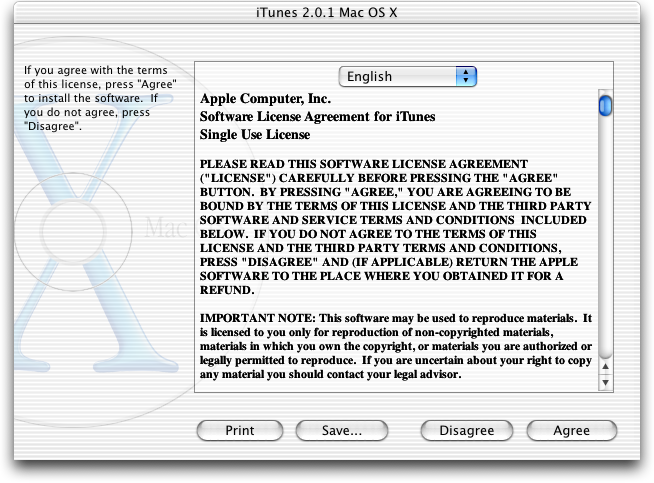 iTunes 2.0.1 Mac OS X
If you agree with the terms
of this license, press "Agree"
to install the software.  If
you do not agree, press
"Disagree".
Mac
English
Apple Computer, Inc.
Software License Agreement for iTunes
Single Use License
PLEASE READ THIS SOFTWARE LICENSE AGREEMENT
("LICENSE") CAREFULLY BEFORE PRESSING THE "AGREE"
BUTTON.  BY PRESSING "AGREE," YOU ARE AGREEING TO BE
BOUND BY THE TERMS OF THIS LICENSE AND THE THIRD PARTY
SOFTWARE AND SERVICE TERMS AND CONDITIONS  INCLUDED
BELOW.  IF YOU DO NOT AGREE TO THE TERMS OF THIS
LICENSE AND THE THIRD PARTY TERMS AND CONDITIONS,
PRESS "DISAGREE" AND (IF APPLICABLE) RETURN THE APPLE
SOFTWARE TO THE PLACE WHERE YOU OBTAINED IT FOR A
REFUND.
IMPORTANT NOTE: This software may be used to reproduce materials.  It
is licensed to you only for reproduction of non-copyrighted materials,
materials in which you own the copyright, or materials you are authorized or
legally permitted to reproduce.  If you are uncertain about your right to copy
any material you should contact your legal advisor.
Print
Save...
Disagree
Agree